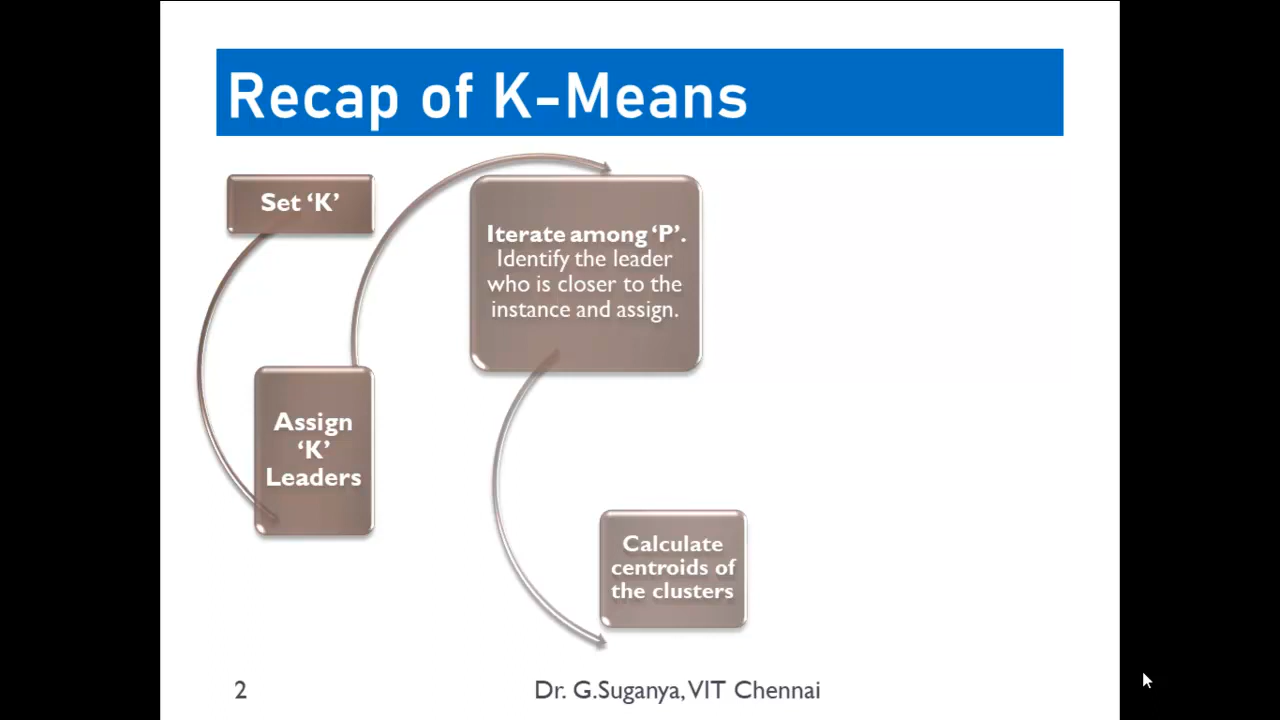 Recap of K-Means
Set ‘K’
Assign
‘K’
Leaders
Iterate among ‘P’.
Identify the leader
who is closer to the
instance and assign.
Calculate
centroids of
the clusters
2
Dr. G.Suganya, VIT Chennai